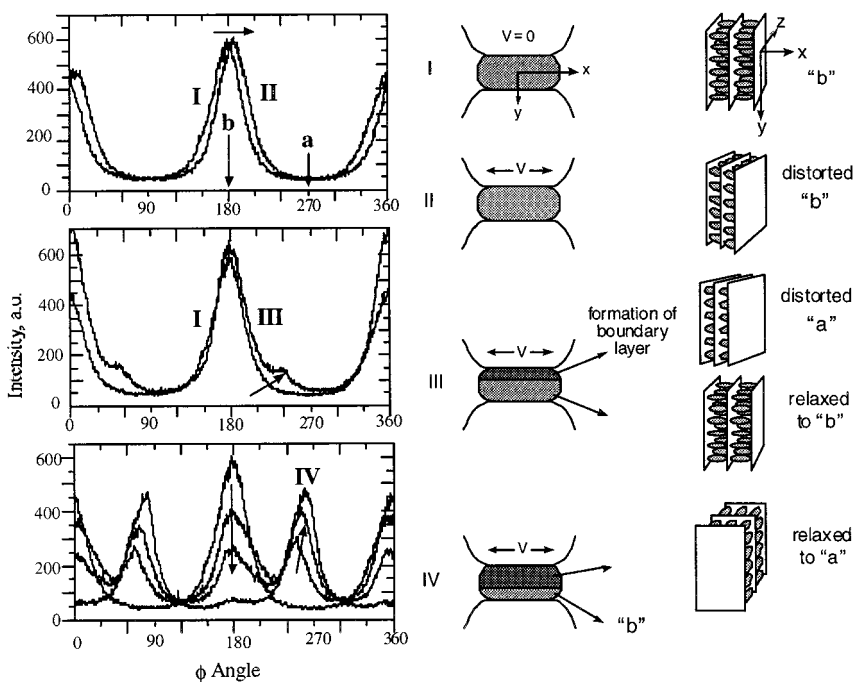 600
400
200
0
I
II
b
a
0
90
180
270
360
600
400
200
0
I
III
0
90
180
270
360
600
400
200
0
IV
0
90
180
270
360
Intensity, a.u.
ϕ Angle
I
V = 0
x
y
II
V
III
V
formation of
boundary
layer
IV
V
"b"
z
x
y
"b"
distorted
"b"
distorted
"a"
relaxed
to "b"
relaxed
to "a"